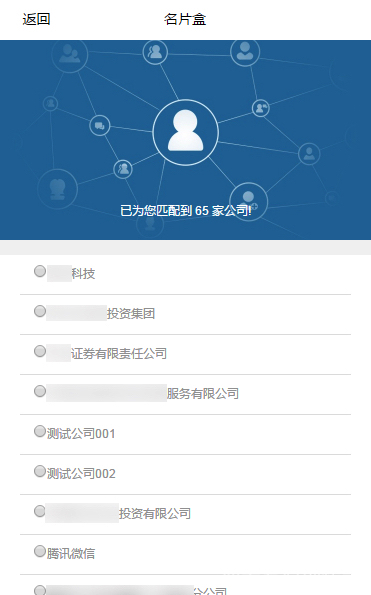 返回 名片盒
已为您匹配到 65 家公司!
科技
投资集团
证券有限责任公司
服务有限公司
测试公司001
测试公司002
投资有限公司
腾讯微信
分公司